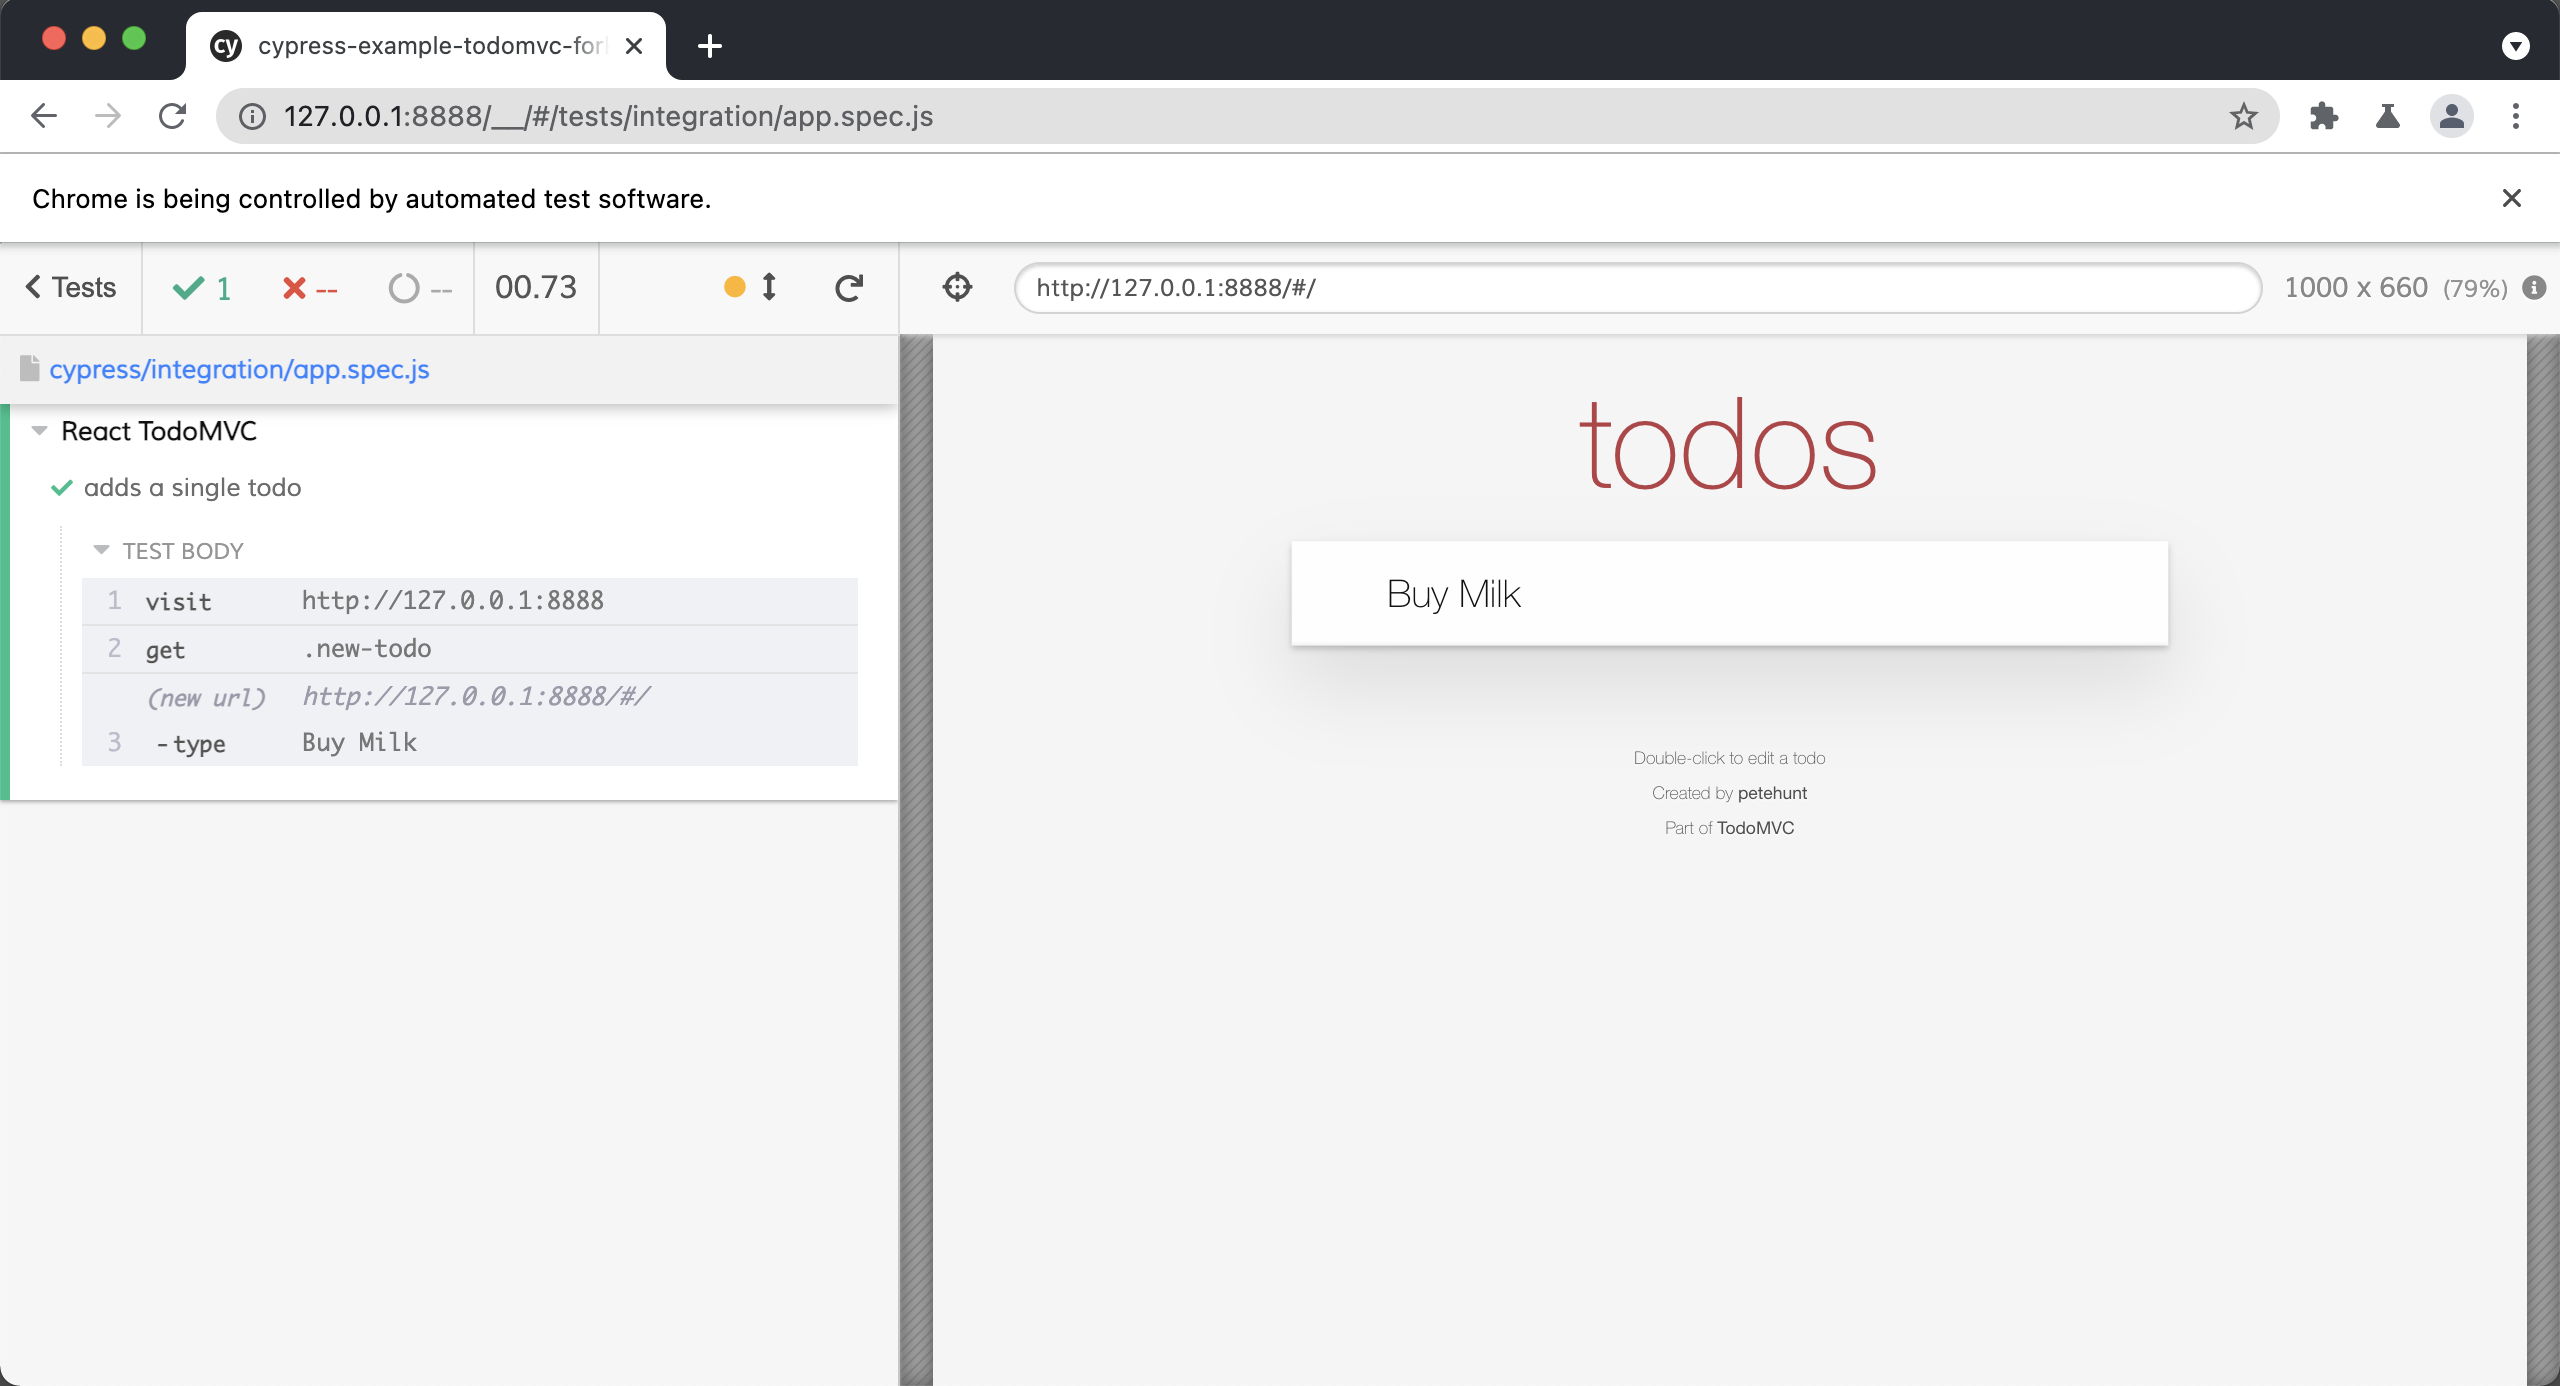 cypress-example-todomvc-for
127.0.0.1:8888/__/#/tests/integration/app.spec.js
Chrome is being controlled by automated test software.
Tests 1 -- -- 00.73
http://127.0.0.1:8888/#/ 1000 x 660 (79%)
cypress/integration/app.spec.js
React TodoMVC
adds a single todo
TEST BODY
1 visit http://127.0.0.1:8888
2 get .new-todo
(new url) http://127.0.0.1:8888/#/
3 -type Buy Milk
todos
Buy Milk
Double-click to edit a todo
Created by petehunt
Part of TodoMVC